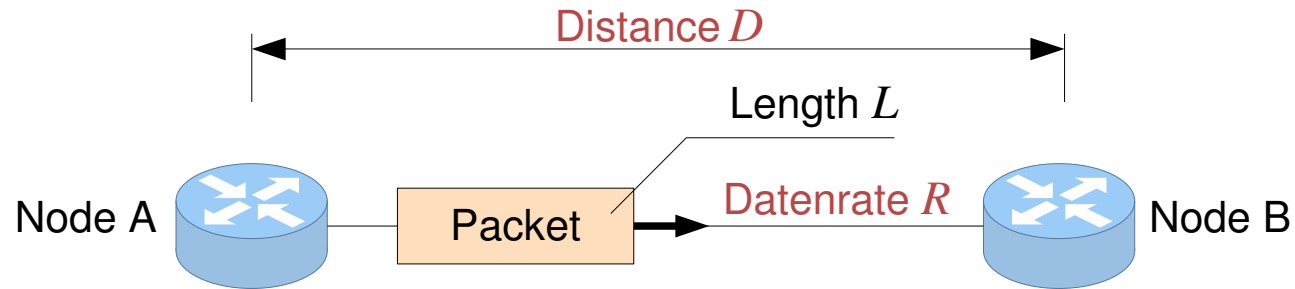 Distance D
Length L
Node A
Packet
Datenrate R
Node B